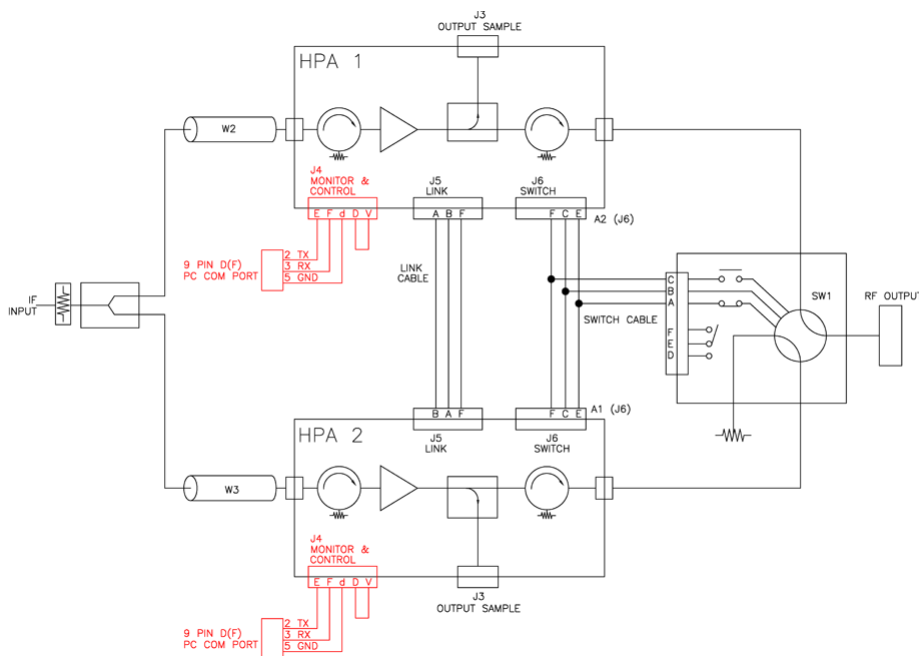 J3
OUTPUT SAMPLE
HPA 1
W2
J4
MONITOR &
CONTROL
E F d D V
J5
LINK
A B F
J6
SWITCH
F C E
A2 (J6)
9 PIN D(F)
PC COM PORT
2 TX
3 RX
5 GND
LINK
CABLE
IF
INPUT
C
B
A
F
E
D
SWITCH CABLE
SW1
RF OUTPUT
B A F
J5
LINK
F C E
J6
SWITCH
A1 (J6)
HPA 2
W3
J4
MONITOR &
CONTROL
E F d D V
J3
OUTPUT SAMPLE
9 PIN D(F)
PC COM PORT
2 TX
3 RX
5 GND